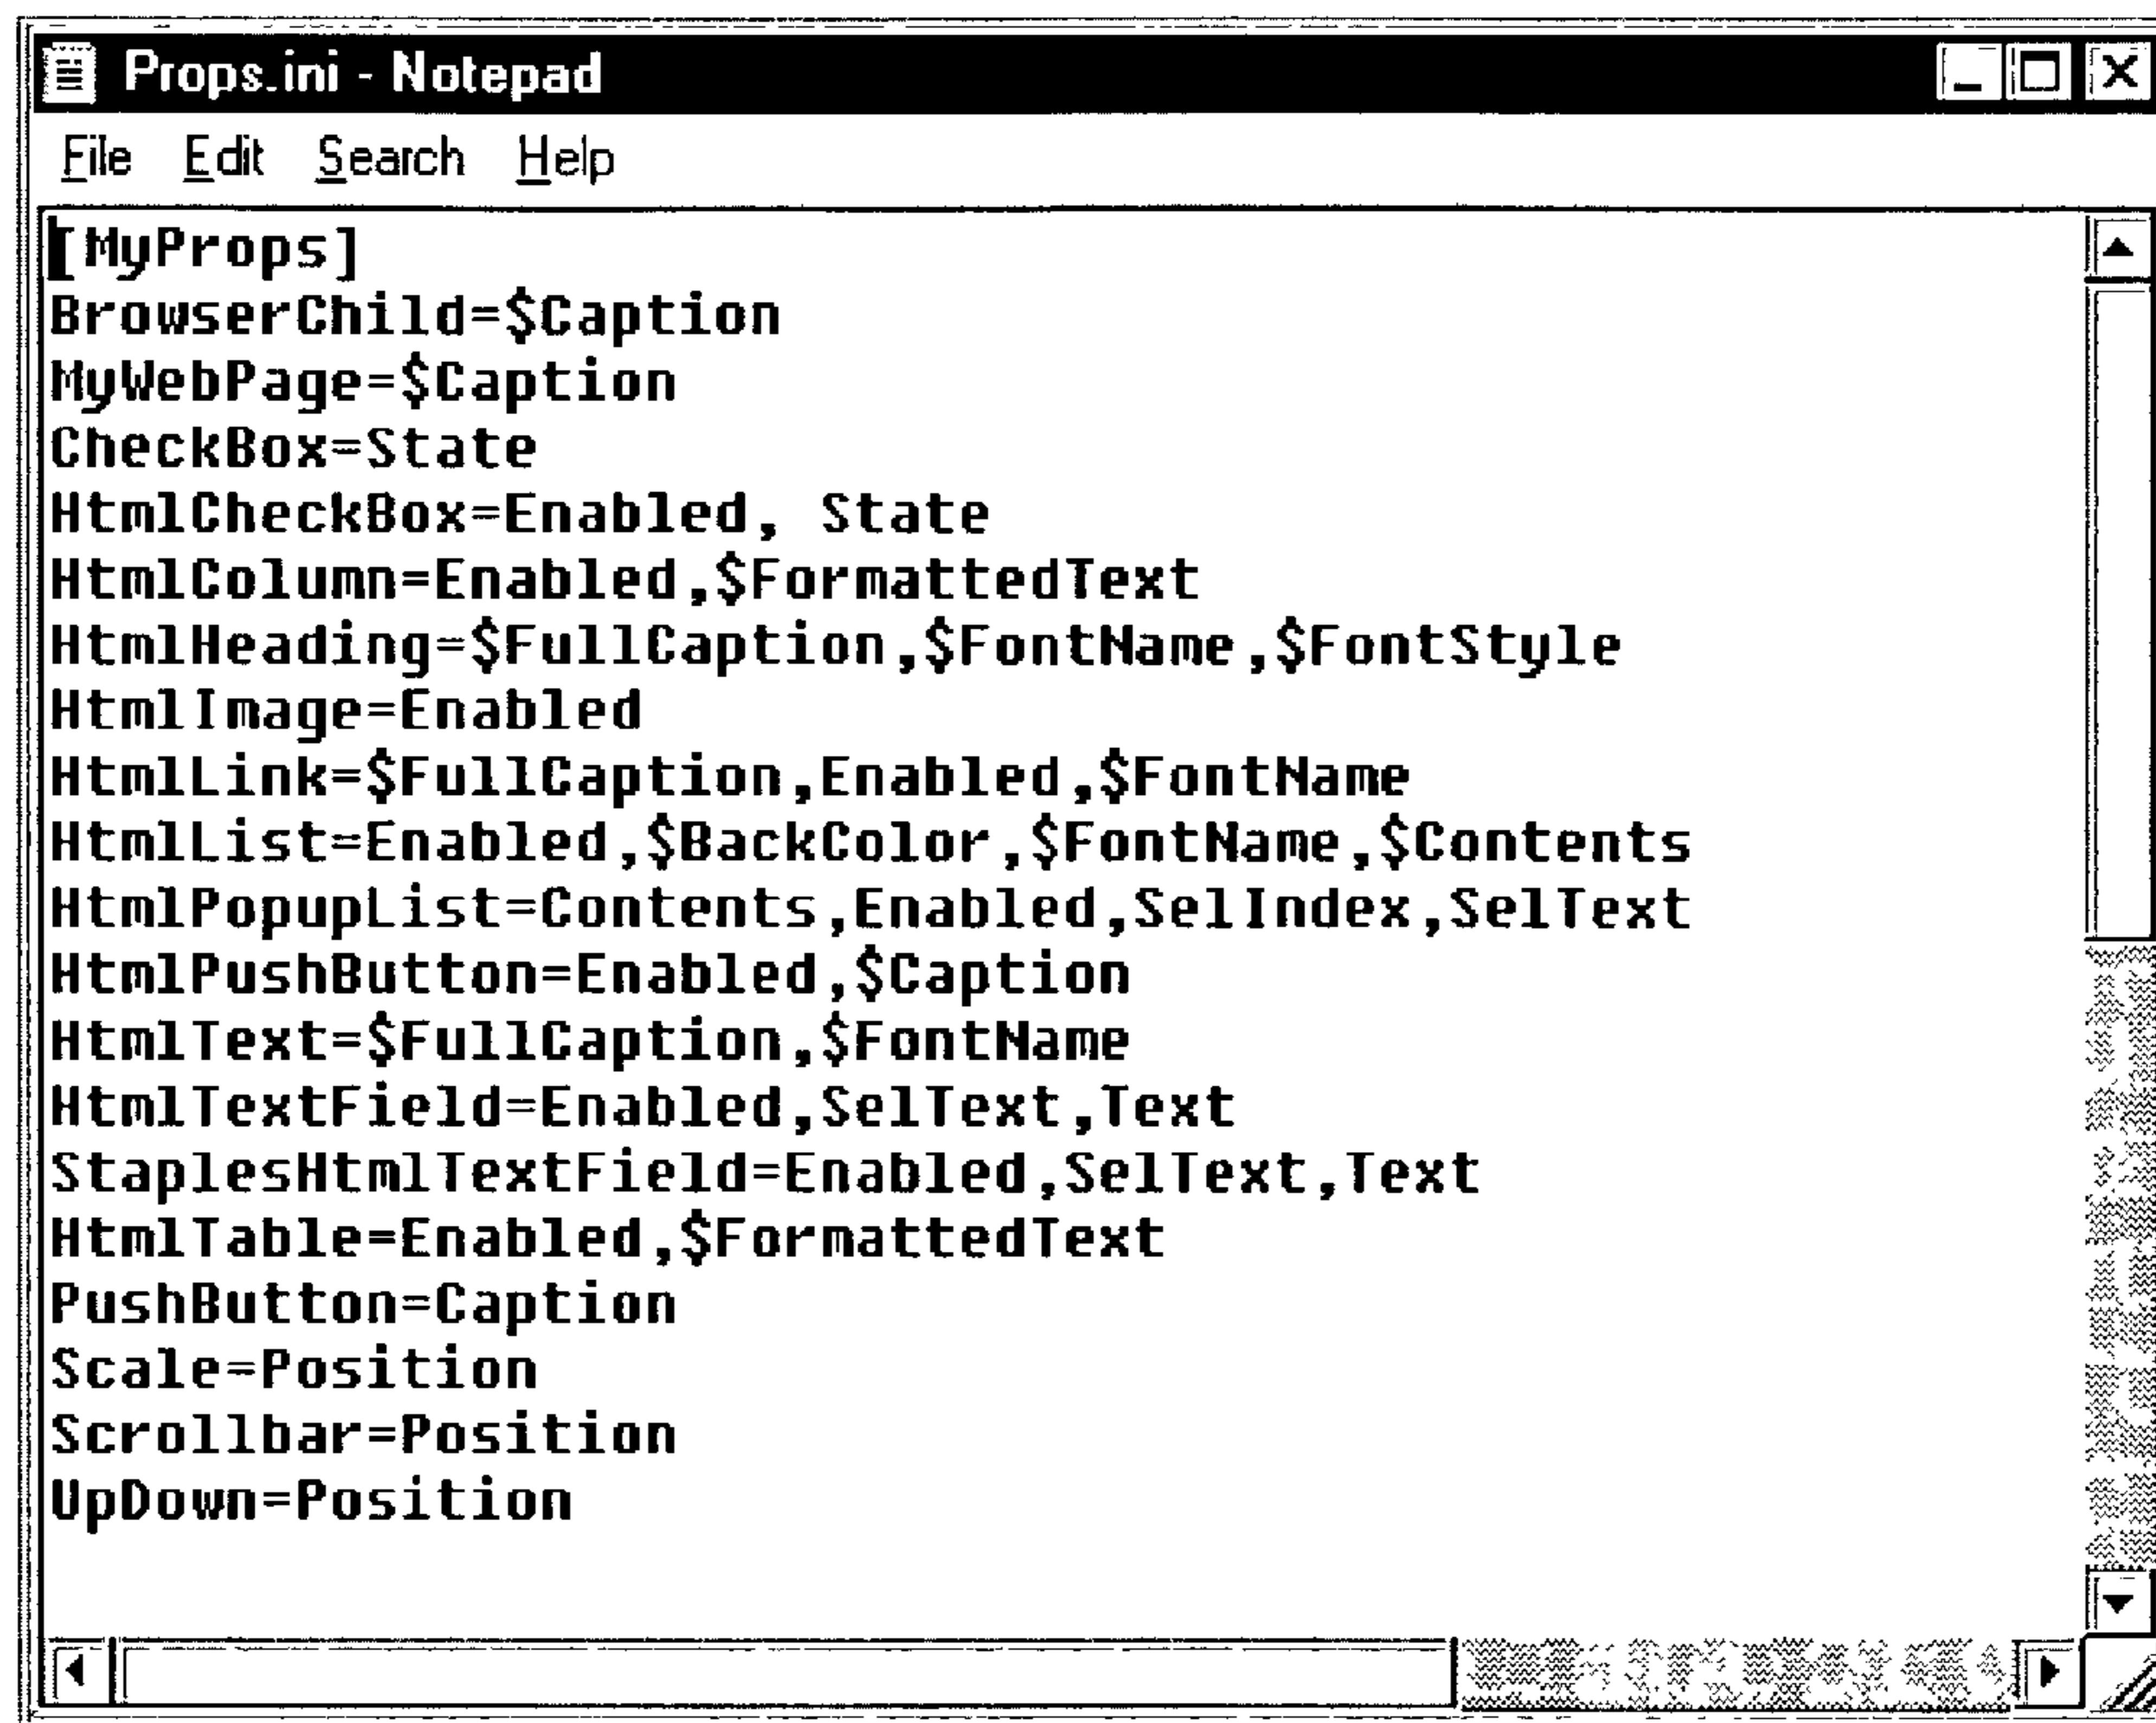 Props.ini - Notepad
File Edit Search Help
[MyProps]
BrowserChild=$Caption
MyWebPage=$Caption
CheckBox=State
HtmlCheckBox=Enabled, State
HtmlColumn=Enabled,$FormattedText
HtmlHeading=$FullCaption,$FontName,$FontStyle
HtmlImage=Enabled
HtmlLink=$FullCaption,Enabled,$FontName
HtmlList=Enabled,$BackColor,$FontName,$Contents
HtmlPopupList=Contents,Enabled,SelIndex,SelText
HtmlPushButton=Enabled,$Caption
HtmlText=$FullCaption,$FontName
HtmlTextField=Enabled,SelText,Text
StaplesHtmlTextField=Enabled,SelText,Text
HtmlTable=Enabled,$FormattedText
PushButton=Caption
Scale=Position
Scrollbar=Position
UpDown=Position